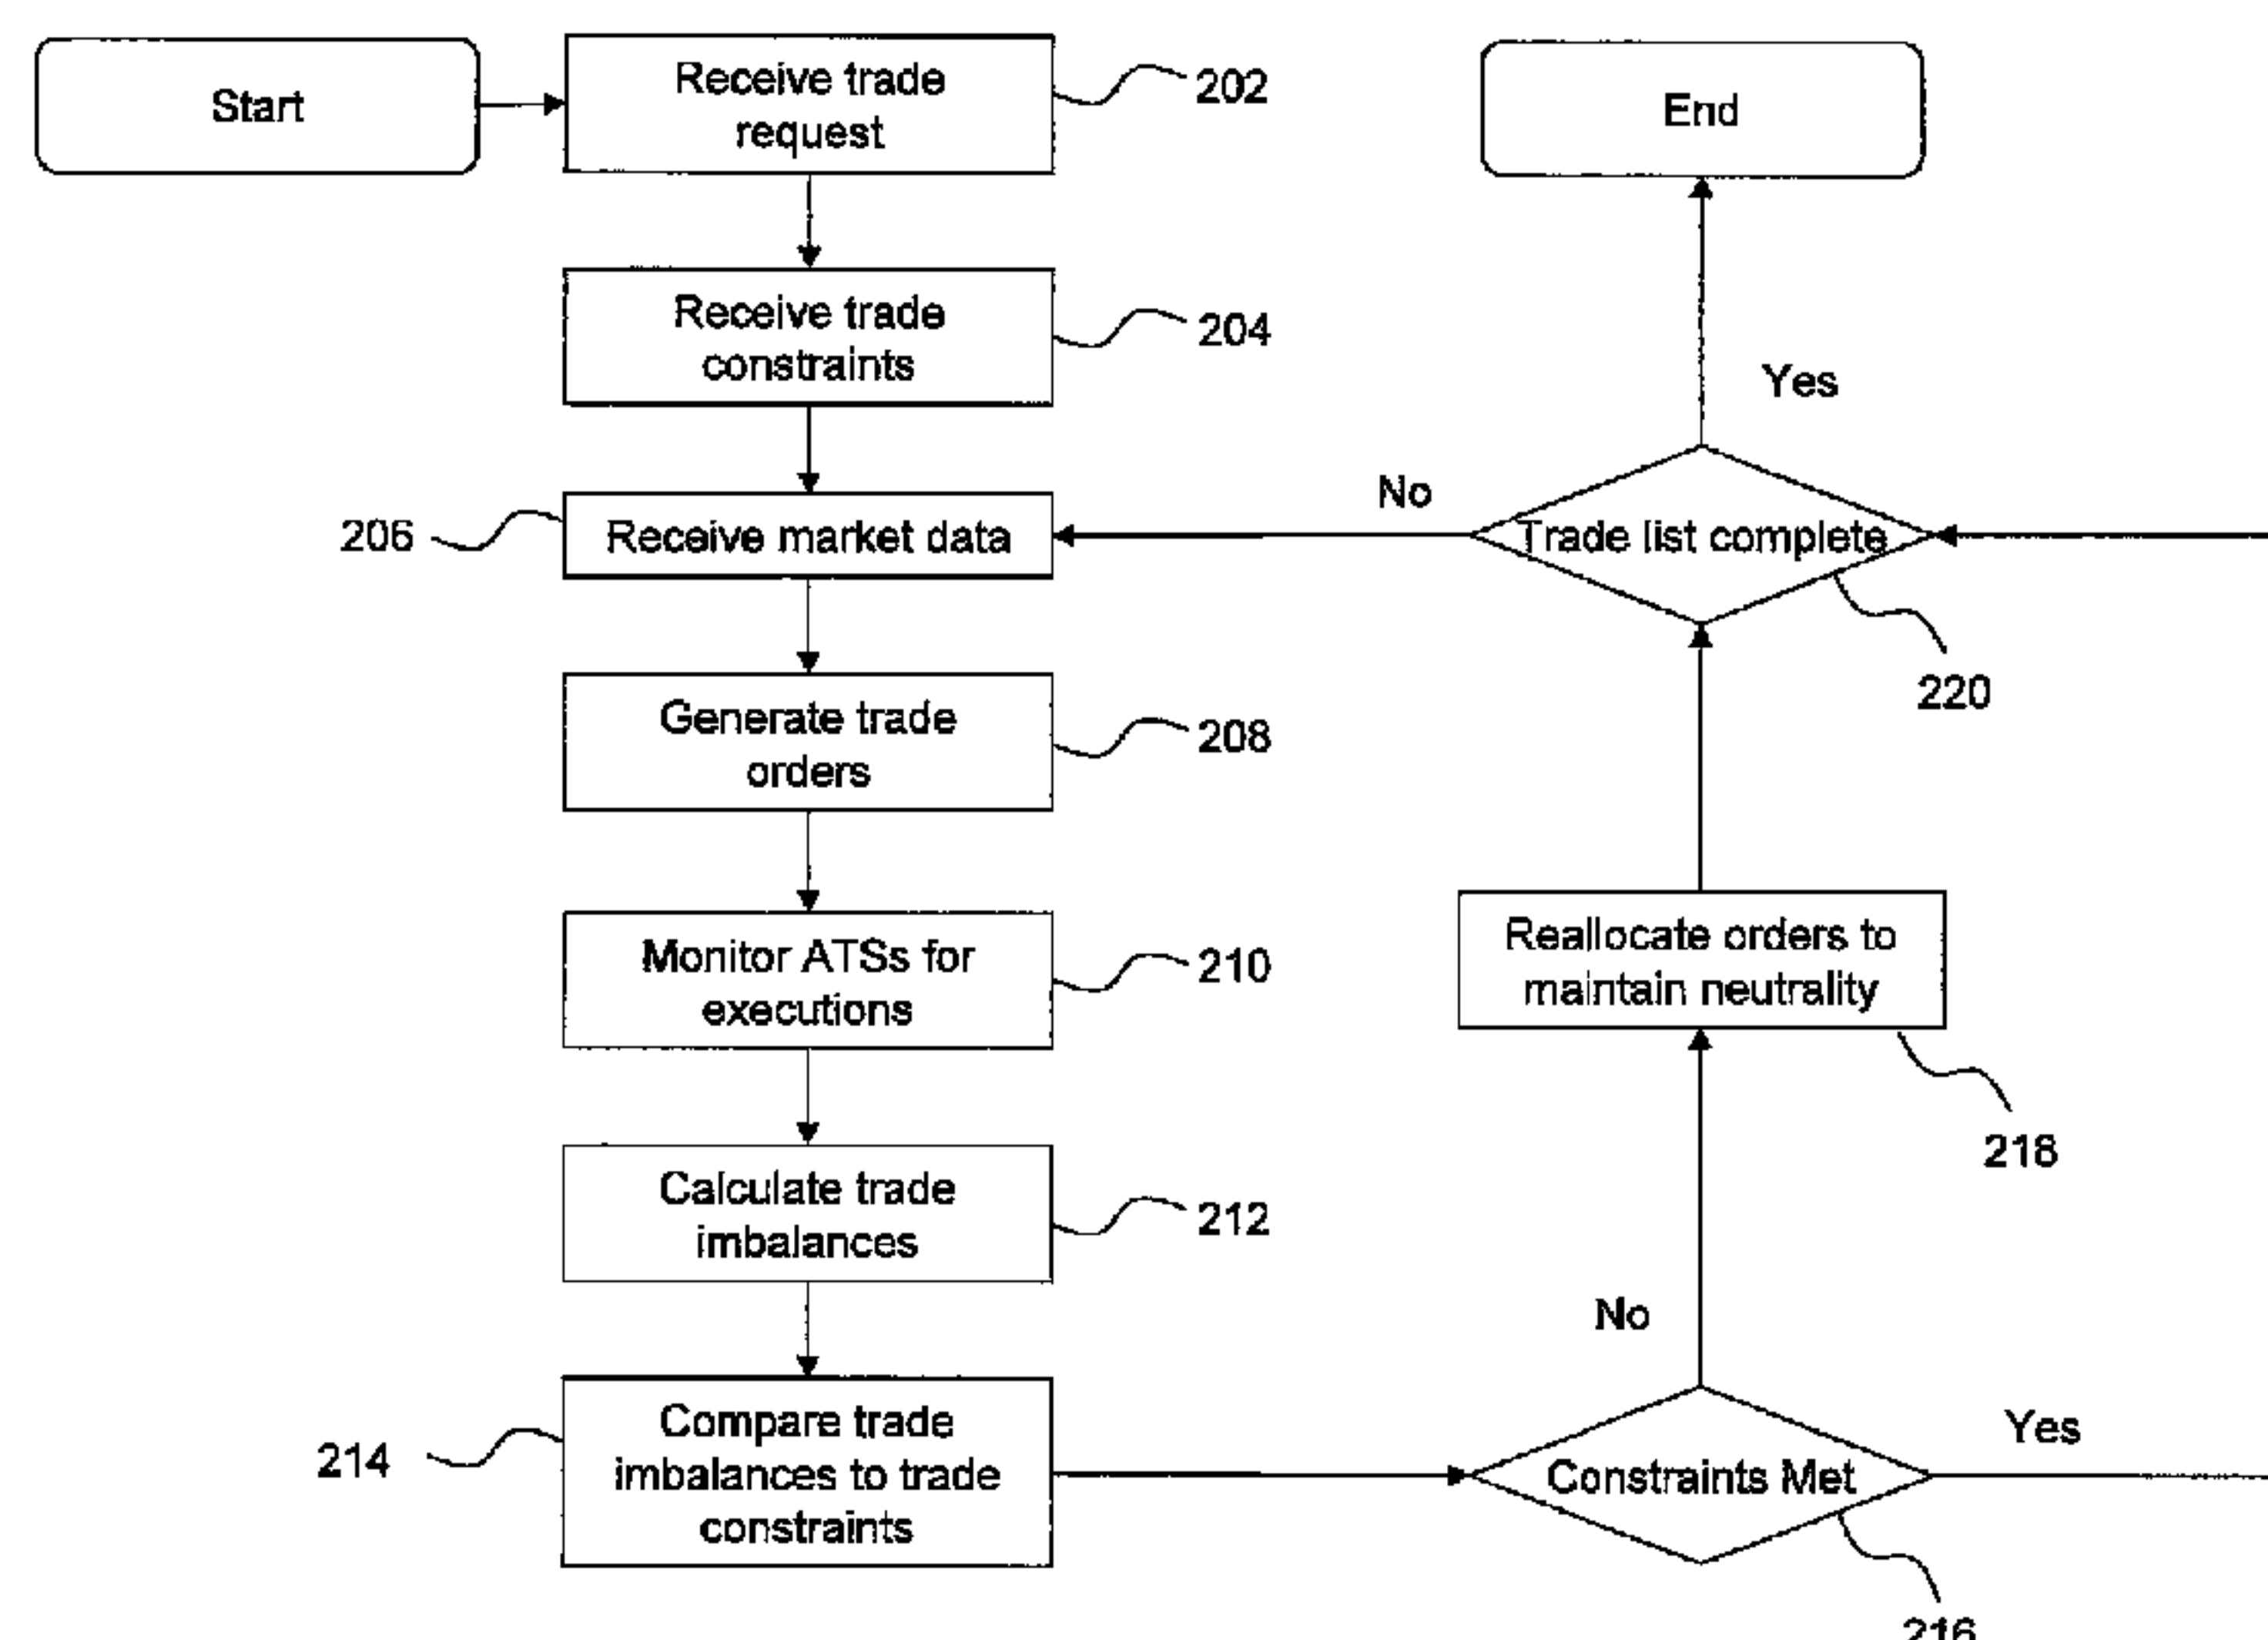 Start
Receive trade
request
202
End
Receive trade
constraints
204
Yes
No
206
Receive market data
Trade list complete
220
Generate trade
orders
208
Reallocate orders to
maintain neutrality
218
Monitor ATSs for
executions
210
Calculate trade
imbalances
212
No
214
Compare trade
imbalances to trade
constraints
Constraints Met
Yes
216